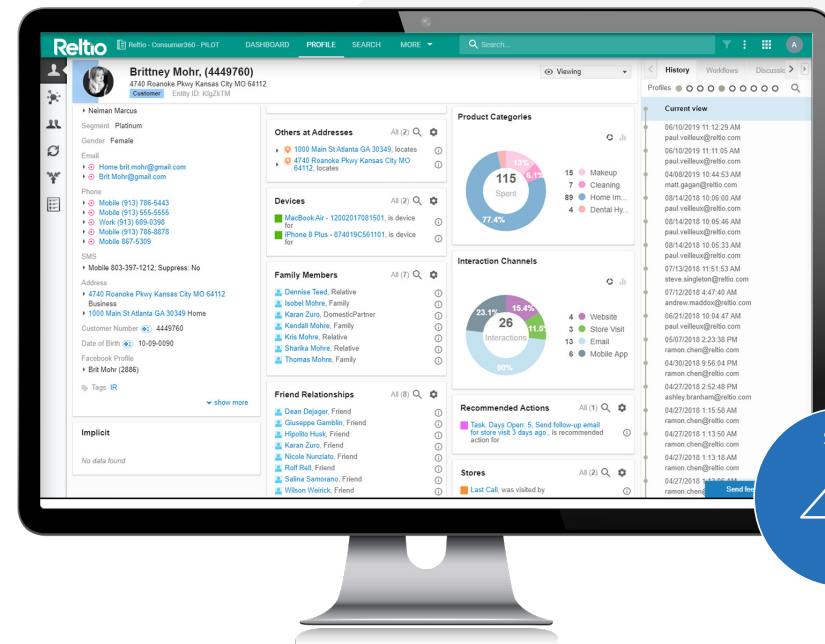 Reltio
Reltio - Consumer360 - PILOT
DASHBOARD
PROFILE
SEARCH
MORE
Search...
A
Brittney Mohr, (4449760)
4740 Roanoke Pkwy Kansas City MO 64112
Customer
Entity ID: KIgZkTM
Viewing
Neiman Marcus
Segment Platinum
Gender Female
Email
Home brit.mohr@gmail.com
Brit.Mohr@gmail.com
Phone
Mobile (913) 786-5443
Mobile (913) 555-5555
Work (913) 689-0398
Mobile (913) 786-8878
Mobile 867-5309
SMS
Mobile 803-397-1212; Suppress: No
Address
4740 Roanoke Pkwy Kansas City MO 64112
Business
1000 Main St Atlanta GA 30349 Home
Customer Number 4449760
Date of Birth 10-09-0090
Facebook Profile
Brit Mohr (2886)
Tags IR
show more
Implicit
No data found
Others at Addresses
All (2)
1000 Main St Atlanta GA 30349, locates
4740 Roanoke Pkwy Kansas City MO
64112, locates
Devices
All (2)
MacBook Air - 12002017081501, is device
for
iPhone 8 Plus - 874019C561101, is device
for
Family Members
All (7)
Dennise Teed, Relative
Isobel Mohre, Family
Karan Zuro, DomesticPartner
Kendall Mohre, Family
Kris Mohre, Relative
Sharika Mohre, Relative
Thomas Mohre, Family
Friend Relationships
All (8)
Dean Dejager, Friend
Giuseppe Gamblin, Friend
Hipolito Husk, Friend
Karan Zuro, Friend
Nicole Nunziato, Friend
Rolf Rell, Friend
Salina Samorano, Friend
Wilson Weirick, Friend
Product Categories
13%
6.1%
77.4%
115
Spent
15 Makeup
7 Cleaning
89 Home Im...
4 Dental Hy...
Interaction Channels
15.4%
23.1%
11.5%
50%
26
Interactions
4 Website
3 Store Visit
13 Email
6 Mobile App
Recommended Actions
All (1)
Task, Days Open: 5, Send follow-up email
for store visit 3 days ago., is recommended
action for
Stores
All (2)
Last Call, was visited by
History
Workflows
Profiles
Current view
06/10/2019 11:12:29 AM
paul.veilleux@reltio.com
06/10/2019 11:11:05 AM
paul.veilleux@reltio.com
04/08/2019 10:44:53 AM
matt.gagan@reltio.com
08/14/2018 10:06:00 AM
paul.veilleux@reltio.com
08/14/2018 10:05:46 AM
paul.veilleux@reltio.com
08/14/2018 10:05:33 AM
paul.veilleux@reltio.com
07/13/2018 11:51:53 AM
steve.singleton@reltio.com
07/12/2018 4:47:40 AM
andrew.maddox@reltio.com
06/21/2018 10:04:47 AM
paul.veilleux@reltio.com
05/07/2018 2:23:38 PM
ramon.chen@reltio.com
04/30/2018 9:56:04 PM
ramon.chen@reltio.com
04/27/2018 2:52:48 PM
ashley.branham@reltio.com
04/27/2018 1:15:58 AM
ramon.chen@reltio.com
04/27/2018 1:13:50 AM
ramon.chen@reltio.com
04/27/2018 1:13:18 AM
ramon.chen@reltio.com
04/27/2018
Send